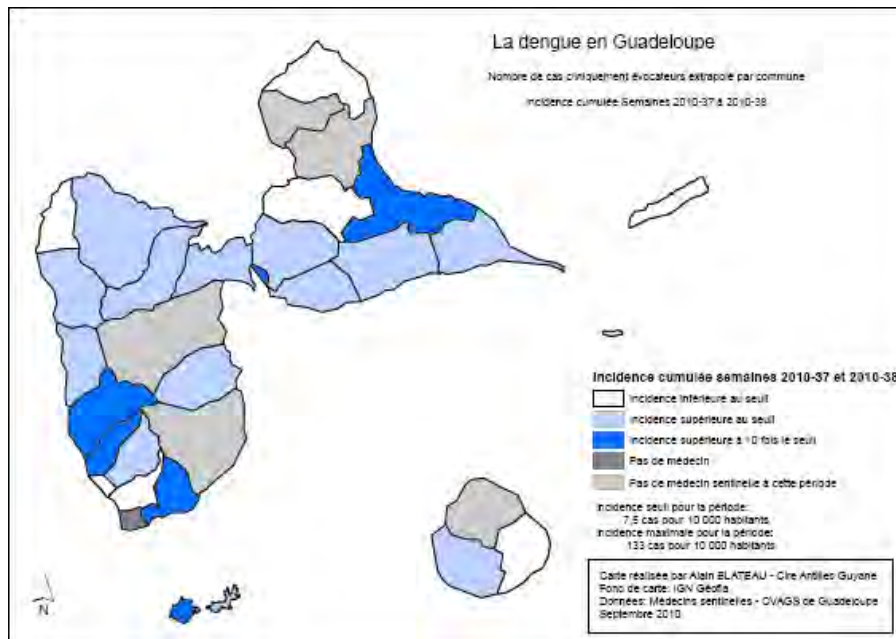 La dengue en Guadeloupe
Nombre de cas cliniquement évocateurs extrapolé par commune
Incidence cumulée Semaines 2010-37 à 2010-38
Incidence cumulée semaines 2010-37 et 2010-38
Incidence inférieure au seuil
Incidence supérieure au seuil
Incidence supérieure à 10 fois le seuil
Pas de médecin
Pas de médecin sentinelle à cette période
Incidence seuil pour la période:
7,5 cas pour 10 000 habitants
Incidence maximale pour la période:
133 cas pour 10 000 habitants
Carte réalisée par Alain BLATEAU - Cire Antilles Guyane
Fond de carte: IGN Géofla
Données: Médecins sentinelles - CVAGS de Guadeloupe
Septembre 2010
N